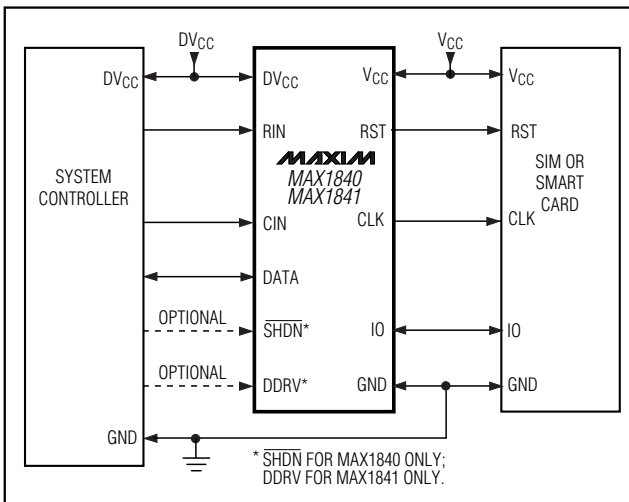 DVCC VCC
DVCC DVCC VCC VCC
RIN RST RST
MAXIM
MAX1840
MAX1841
SYSTEM
CONTROLLER
SIM OR
SMART
CARD
CIN CLK CLK
DATA
OPTIONAL SHDN* IO IO
OPTIONAL DDRV* GND GND
GND
* SHDN FOR MAX1840 ONLY;
DDRV FOR MAX1841 ONLY.